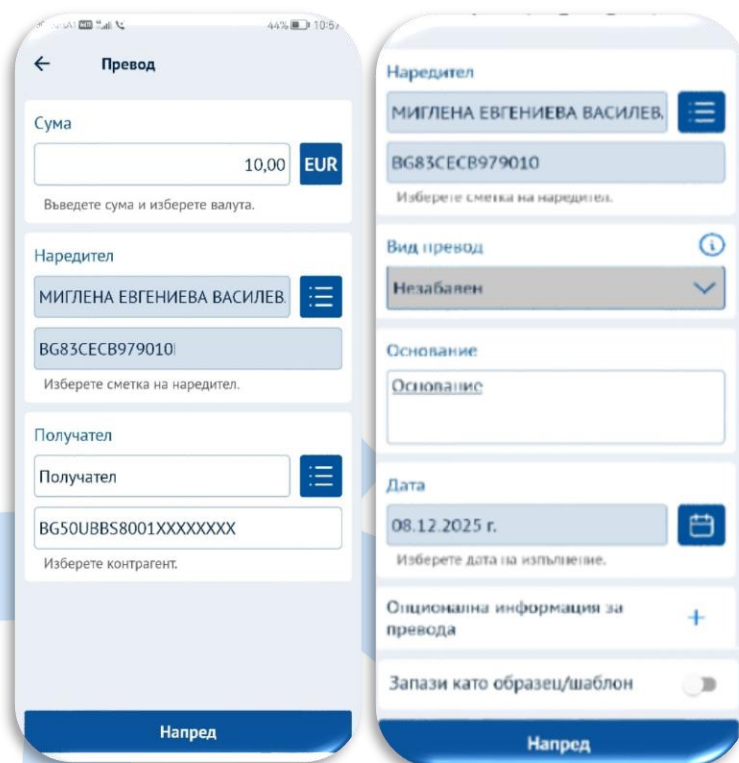 44% 10:57
Превод
Сума
10,00 EUR
Въведете сума и изберете валута.
Наредител
МИГЛЕНА ЕВГЕНИЕВА ВАСИЛЕВ.
BG83CECB979010
Изберете сметка на наредител.
Получател
Получател
BG50UBBS8001XXXXXXXX
Изберете контрагент.
Напред
Наредител
МИГЛЕНА ЕВГЕНИЕВА ВАСИЛЕВ.
BG83CECB979010
Изберете сметка на наредител.
Вид превод
Незабавен
Основание
Основание
Дата
08.12.2025 г.
Изберете дата на изпълнение.
Опционална информация за
превода
Запази като образец/шаблон
Напред